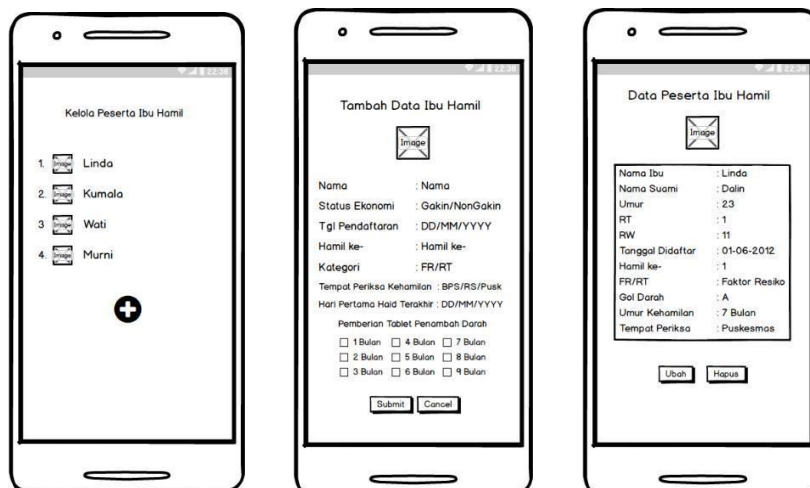 22:38
Kelola Peserta Ibu Hamil
1. Image Linda
2. Image Kumala
3 Image Wati
4. Image Murni
22:38
Tambah Data Ibu Hamil
Image
Nama : Nama
Status Ekonomi : Gakin/NonGakin
Tgl Pendaftaran : DD/MM/YYYY
Hamil ke- : Hamil ke-
Kategori : FR/RT
Tempat Periksa Kehamilan : BPS/RS/Pusk
Hari Pertama Haid Terakhir : DD/MM/YYYY
Pemberian Tablet Penambah Darah
1 Bulan 4 Bulan 7 Bulan
2 Bulan 5 Bulan 8 Bulan
3 Bulan 6 Bulan 9 Bulan
Submit Cancel
22:38
Data Peserta Ibu Hamil
Image
Nama Ibu : Linda
Nama Suami : Dalin
Umur : 23
RT : 1
RW : 11
Tanggal Didaftar : 01-06-2012
Hamil ke- : 1
FR/RT : Faktor Resiko
Gol Darah : A
Umur Kehamilan : 7 Bulan
Tempat Periksa : Puskesmas
Ubah Hapus